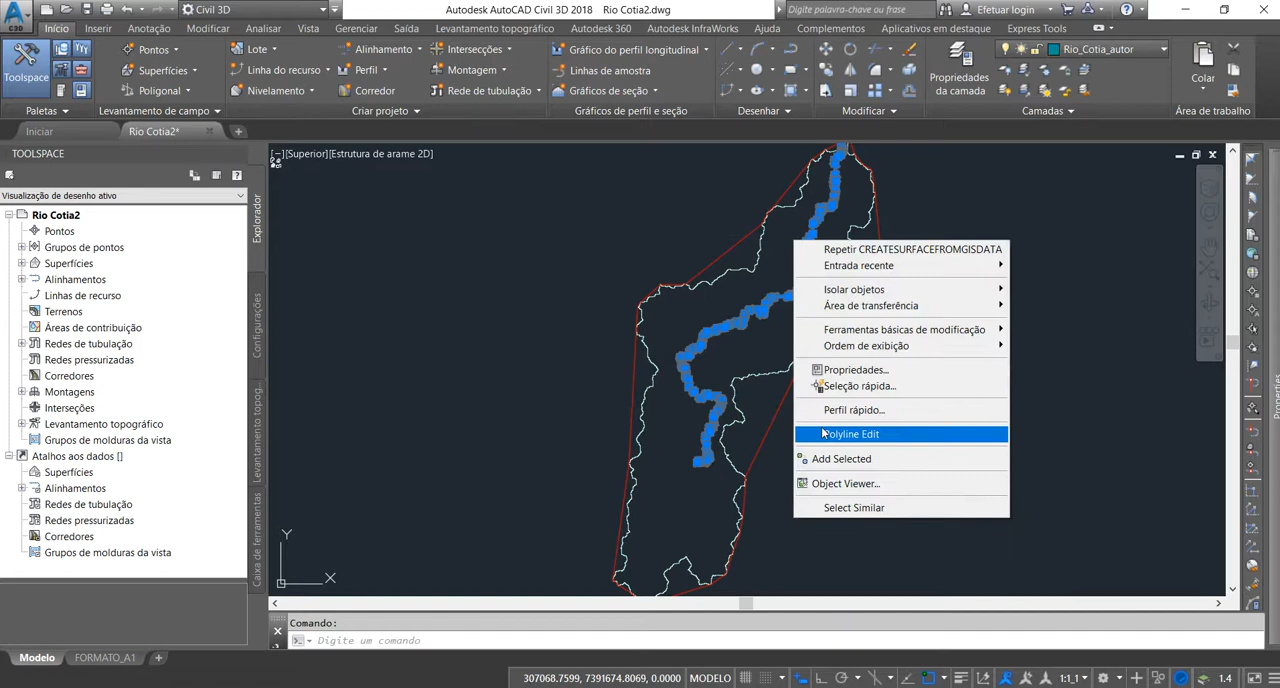 A
C3D
Civil 3D
Autodesk AutoCAD Civil 3D 2018 Rio Cotia2.dwg
Digite palavra-chave ou frase
Efetuar login
Início Inserir Anotação Modificar Analisar Vista Gerenciar Saída Levantamento topográfico Autodesk 360 Autodesk InfraWorks Ajuda Complementos Aplicativos em destaque Express Tools
Toolspace
Pontos
Superfícies
Poligonal
Lote
Linha do recurso
Nivelamento
Alinhamento
Perfil
Corredor
Intersecções
Montagem
Rede de tubulação
Gráfico do perfil longitudinal
Linhas de amostra
Gráficos de seção
Propriedades
da camada
Rio_Cotia_autor
Colar
Paletas Levantamento de campo Criar projeto Gráficos de perfil e seção Desenhar Modificar Camadas Área de trabalho
Iniciar Rio Cotia2*
TOOLSPACE
Visualização de desenho ativo
Rio Cotia2
Pontos
Grupos de pontos
Superfícies
Alinhamentos
Linhas de recurso
Terrenos
Áreas de contribuição
Redes de tubulação
Redes pressurizadas
Corredores
Montagens
Interseções
Levantamento topográfico
Grupos de molduras da vista
Atalhos aos dados []
Superfícies
Alinhamentos
Redes de tubulação
Redes pressurizadas
Corredores
Grupos de molduras da vista
Explorador
Configurações
Levantamento topog...
Caixa de ferramentas
[−][Superior][Estrutura de arame 2D]
Repetir CREATESURFACEFROMGISDATA
Entrada recente
Isolar objetos
Área de transferência
Ferramentas básicas de modificação
Ordem de exibição
Propriedades...
Seleção rápida...
Perfil rápido...
Polyline Edit
Add Selected
Object Viewer...
Select Similar
Y
X
Propriedades
Comando:
Digite um comando
Modelo FORMATO_A1
307068.7599, 7391674.8069, 0.0000 MODELO 1:1_1 1.4